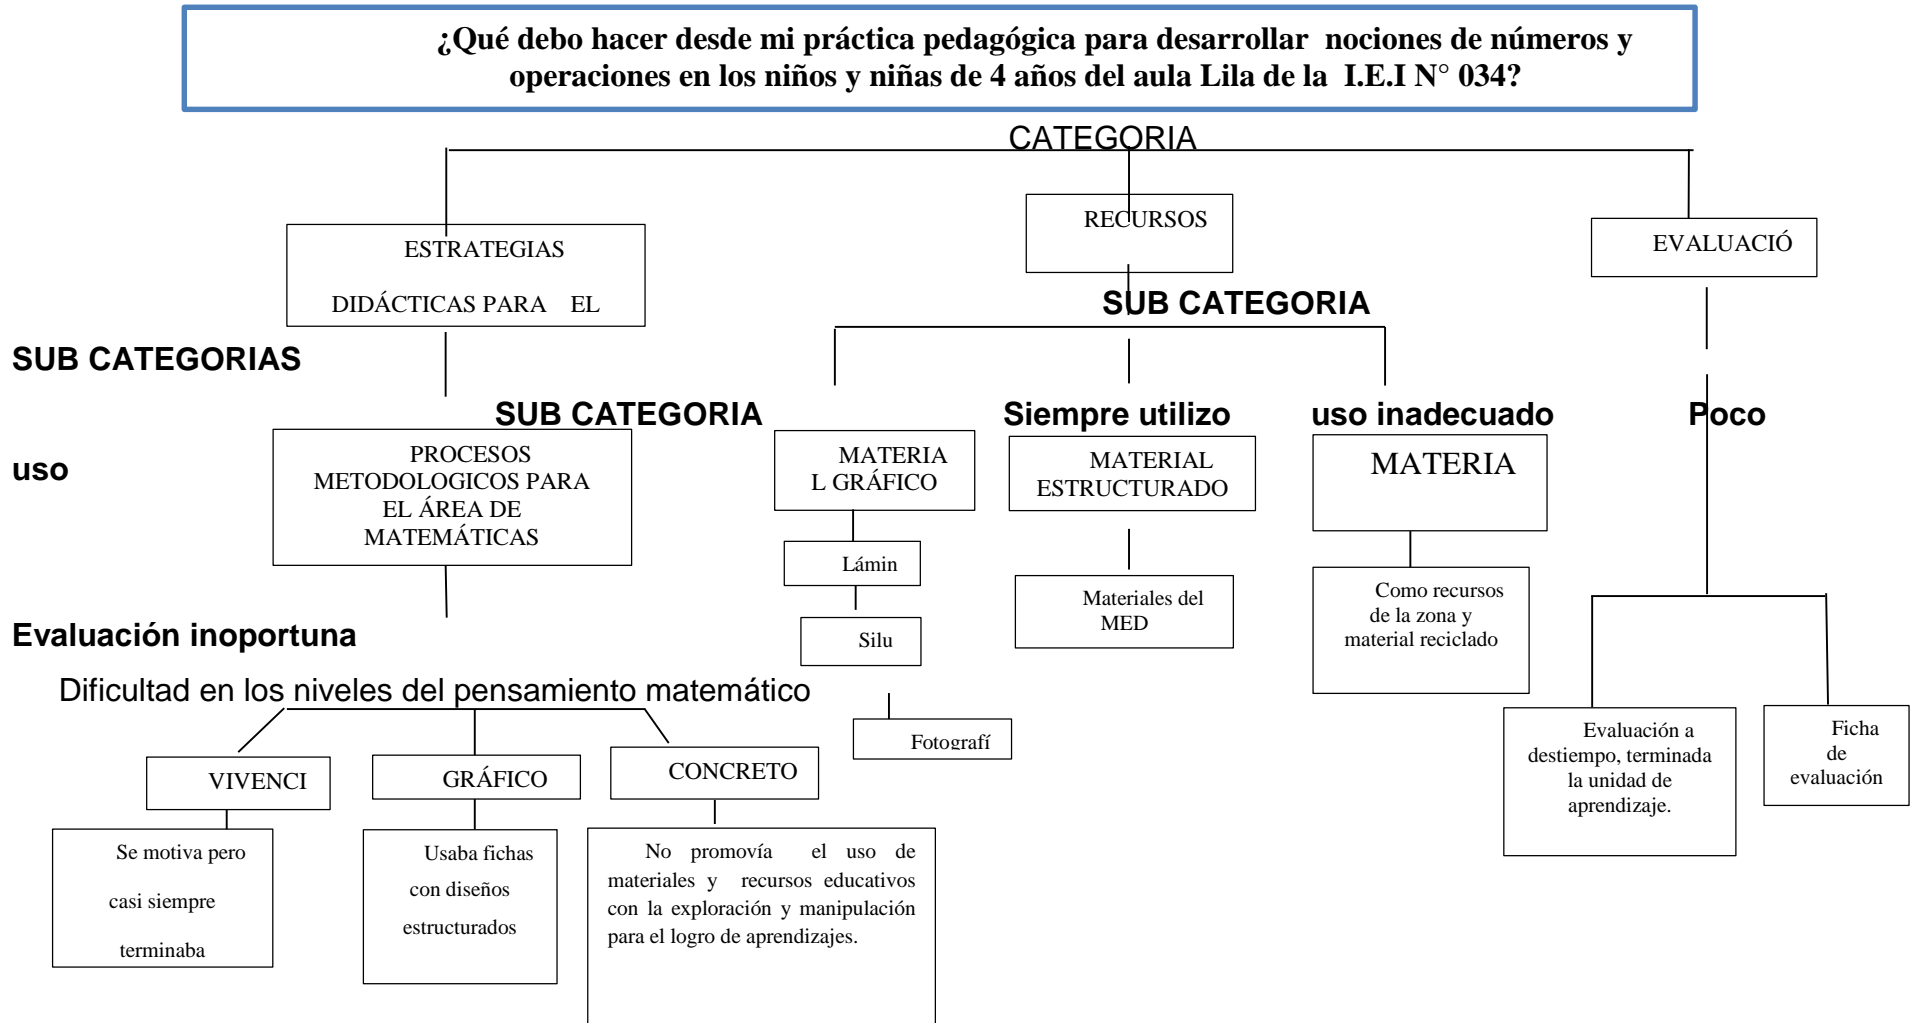 ¿Qué debo hacer desde mi práctica pedagógica para desarrollar nociones de números y
operaciones en los niños y niñas de 4 años del aula Lila de la I.E.I N° 034?
CATEGORIA
ESTRATEGIAS
DIDÁCTICAS PARA EL
RECURSOS
EVALUACIÓ
SUB CATEGORIA
SUB CATEGORIAS
SUB CATEGORIA
Siempre utilizo
uso inadecuado
Poco
uso
PROCESOS
METODOLOGICOS PARA
EL ÁREA DE
MATEMÁTICAS
MATERIA
L GRÁFICO
MATERIAL
ESTRUCTURADO
MATERIA
Lámin
Silu
Fotografí
Materiales del
MED
Como recursos
de la zona y
material reciclado
Evaluación inoportuna
Dificultad en los niveles del pensamiento matemático
VIVENCI
GRÁFICO
CONCRETO
Se motiva pero
casi siempre
terminaba
Usaba fichas
con diseños
estructurados
No promovía el uso de
materiales y recursos educativos
con la exploración y manipulación
para el logro de aprendizajes.
Evaluación a
destiempo, terminada
la unidad de
aprendizaje.
Ficha
de
evaluación